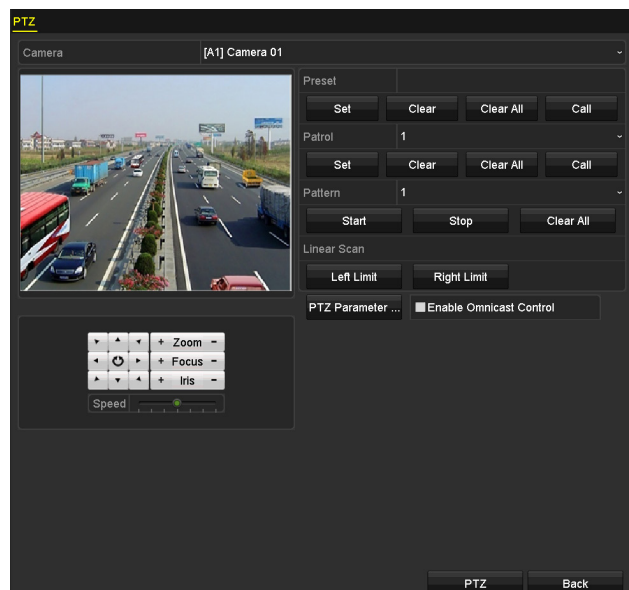 PTZ
Camera [A1] Camera 01
Preset
Set Clear Clear All Call
Patrol 1
Set Clear Clear All Call
Pattern 1
Start Stop Clear All
Linear Scan
Left Limit Right Limit
PTZ Parameter ... Enable Omnicast Control
+ Zoom -
+ Focus -
+ Iris -
Speed
PTZ Back